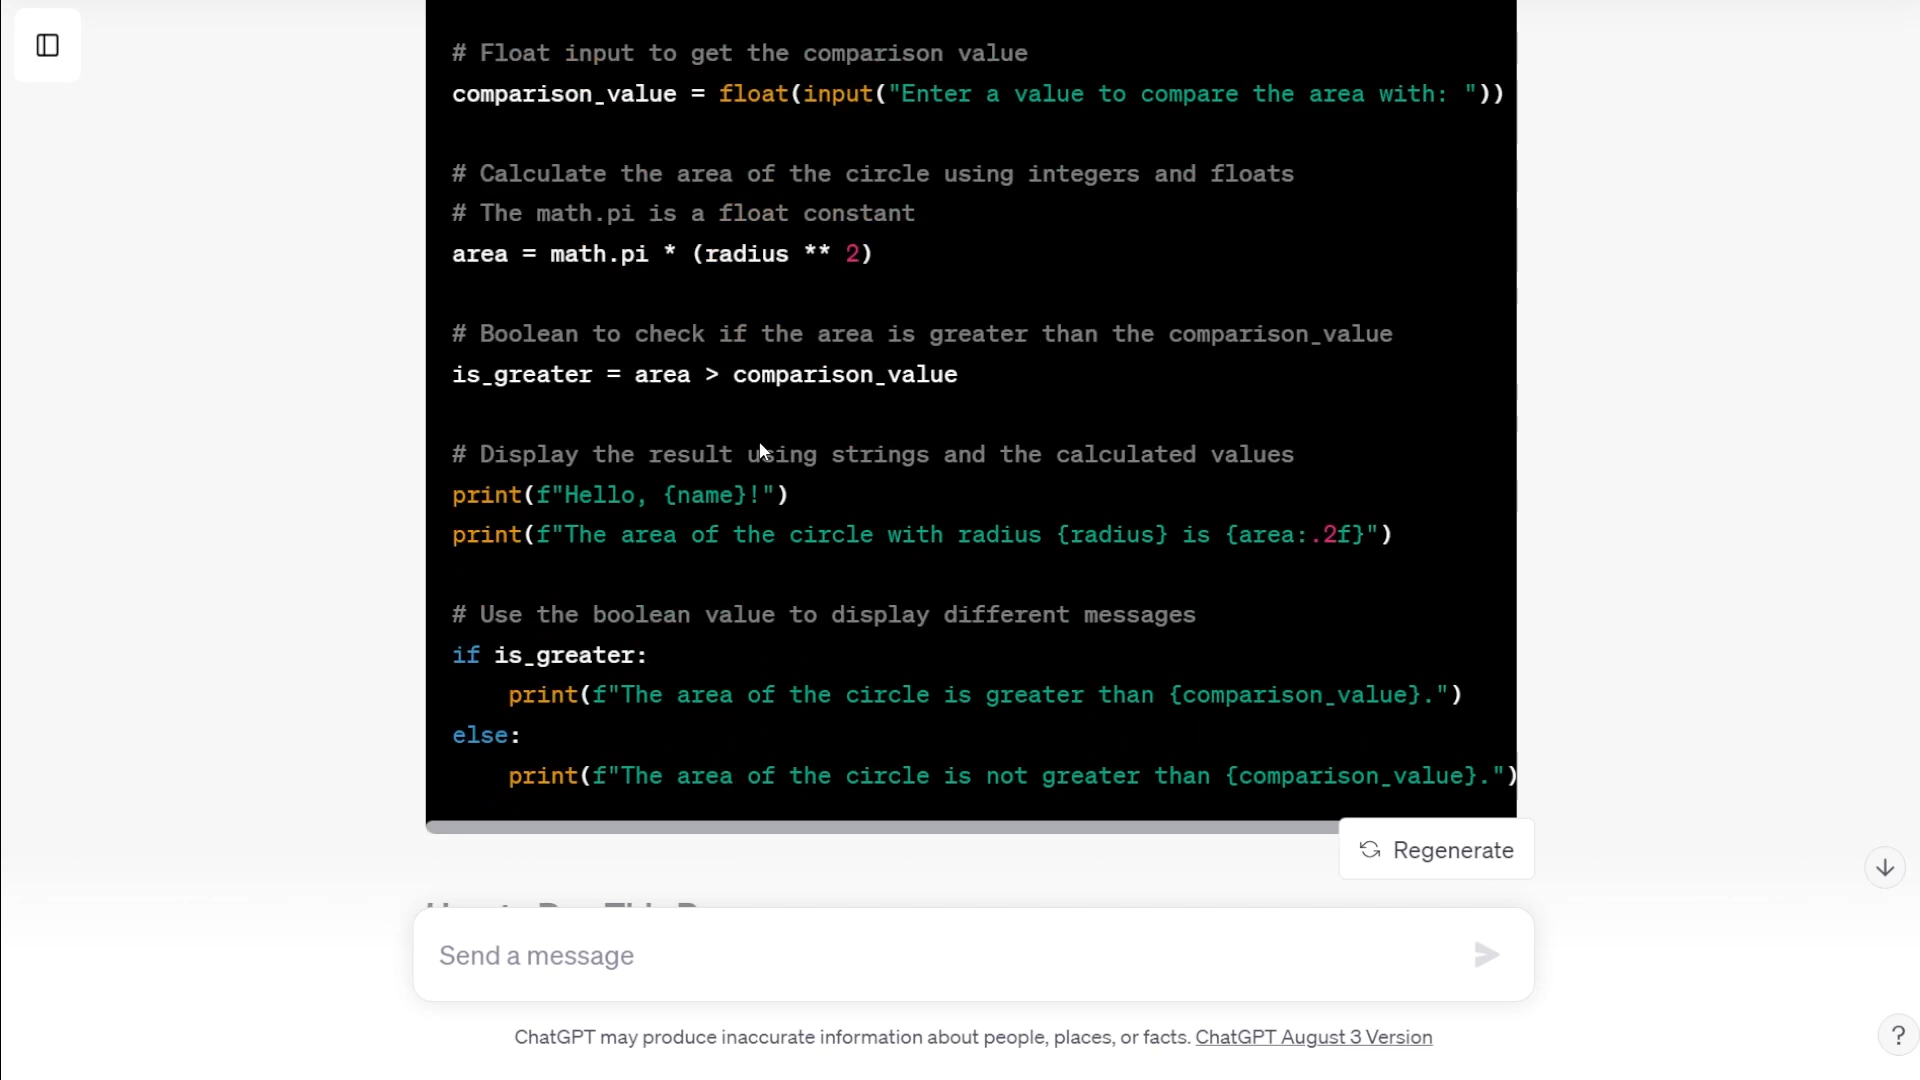 # Float input to get the comparison value
comparison_value = float(input("Enter a value to compare the area with: "))
# Calculate the area of the circle using integers and floats
# The math.pi is a float constant
area = math.pi * (radius ** 2)
# Boolean to check if the area is greater than the comparison_value
is_greater = area > comparison_value
# Display the result using strings and the calculated values
print(f"Hello, {name}!")
print(f"The area of the circle with radius {radius} is {area:.2f}")
# Use the boolean value to display different messages
if is_greater:
    print(f"The area of the circle is greater than {comparison_value}.")
else:
    print(f"The area of the circle is not greater than {comparison_value}.")
Regenerate
Send a message
ChatGPT may produce inaccurate information about people, places, or facts. ChatGPT August 3 Version
?